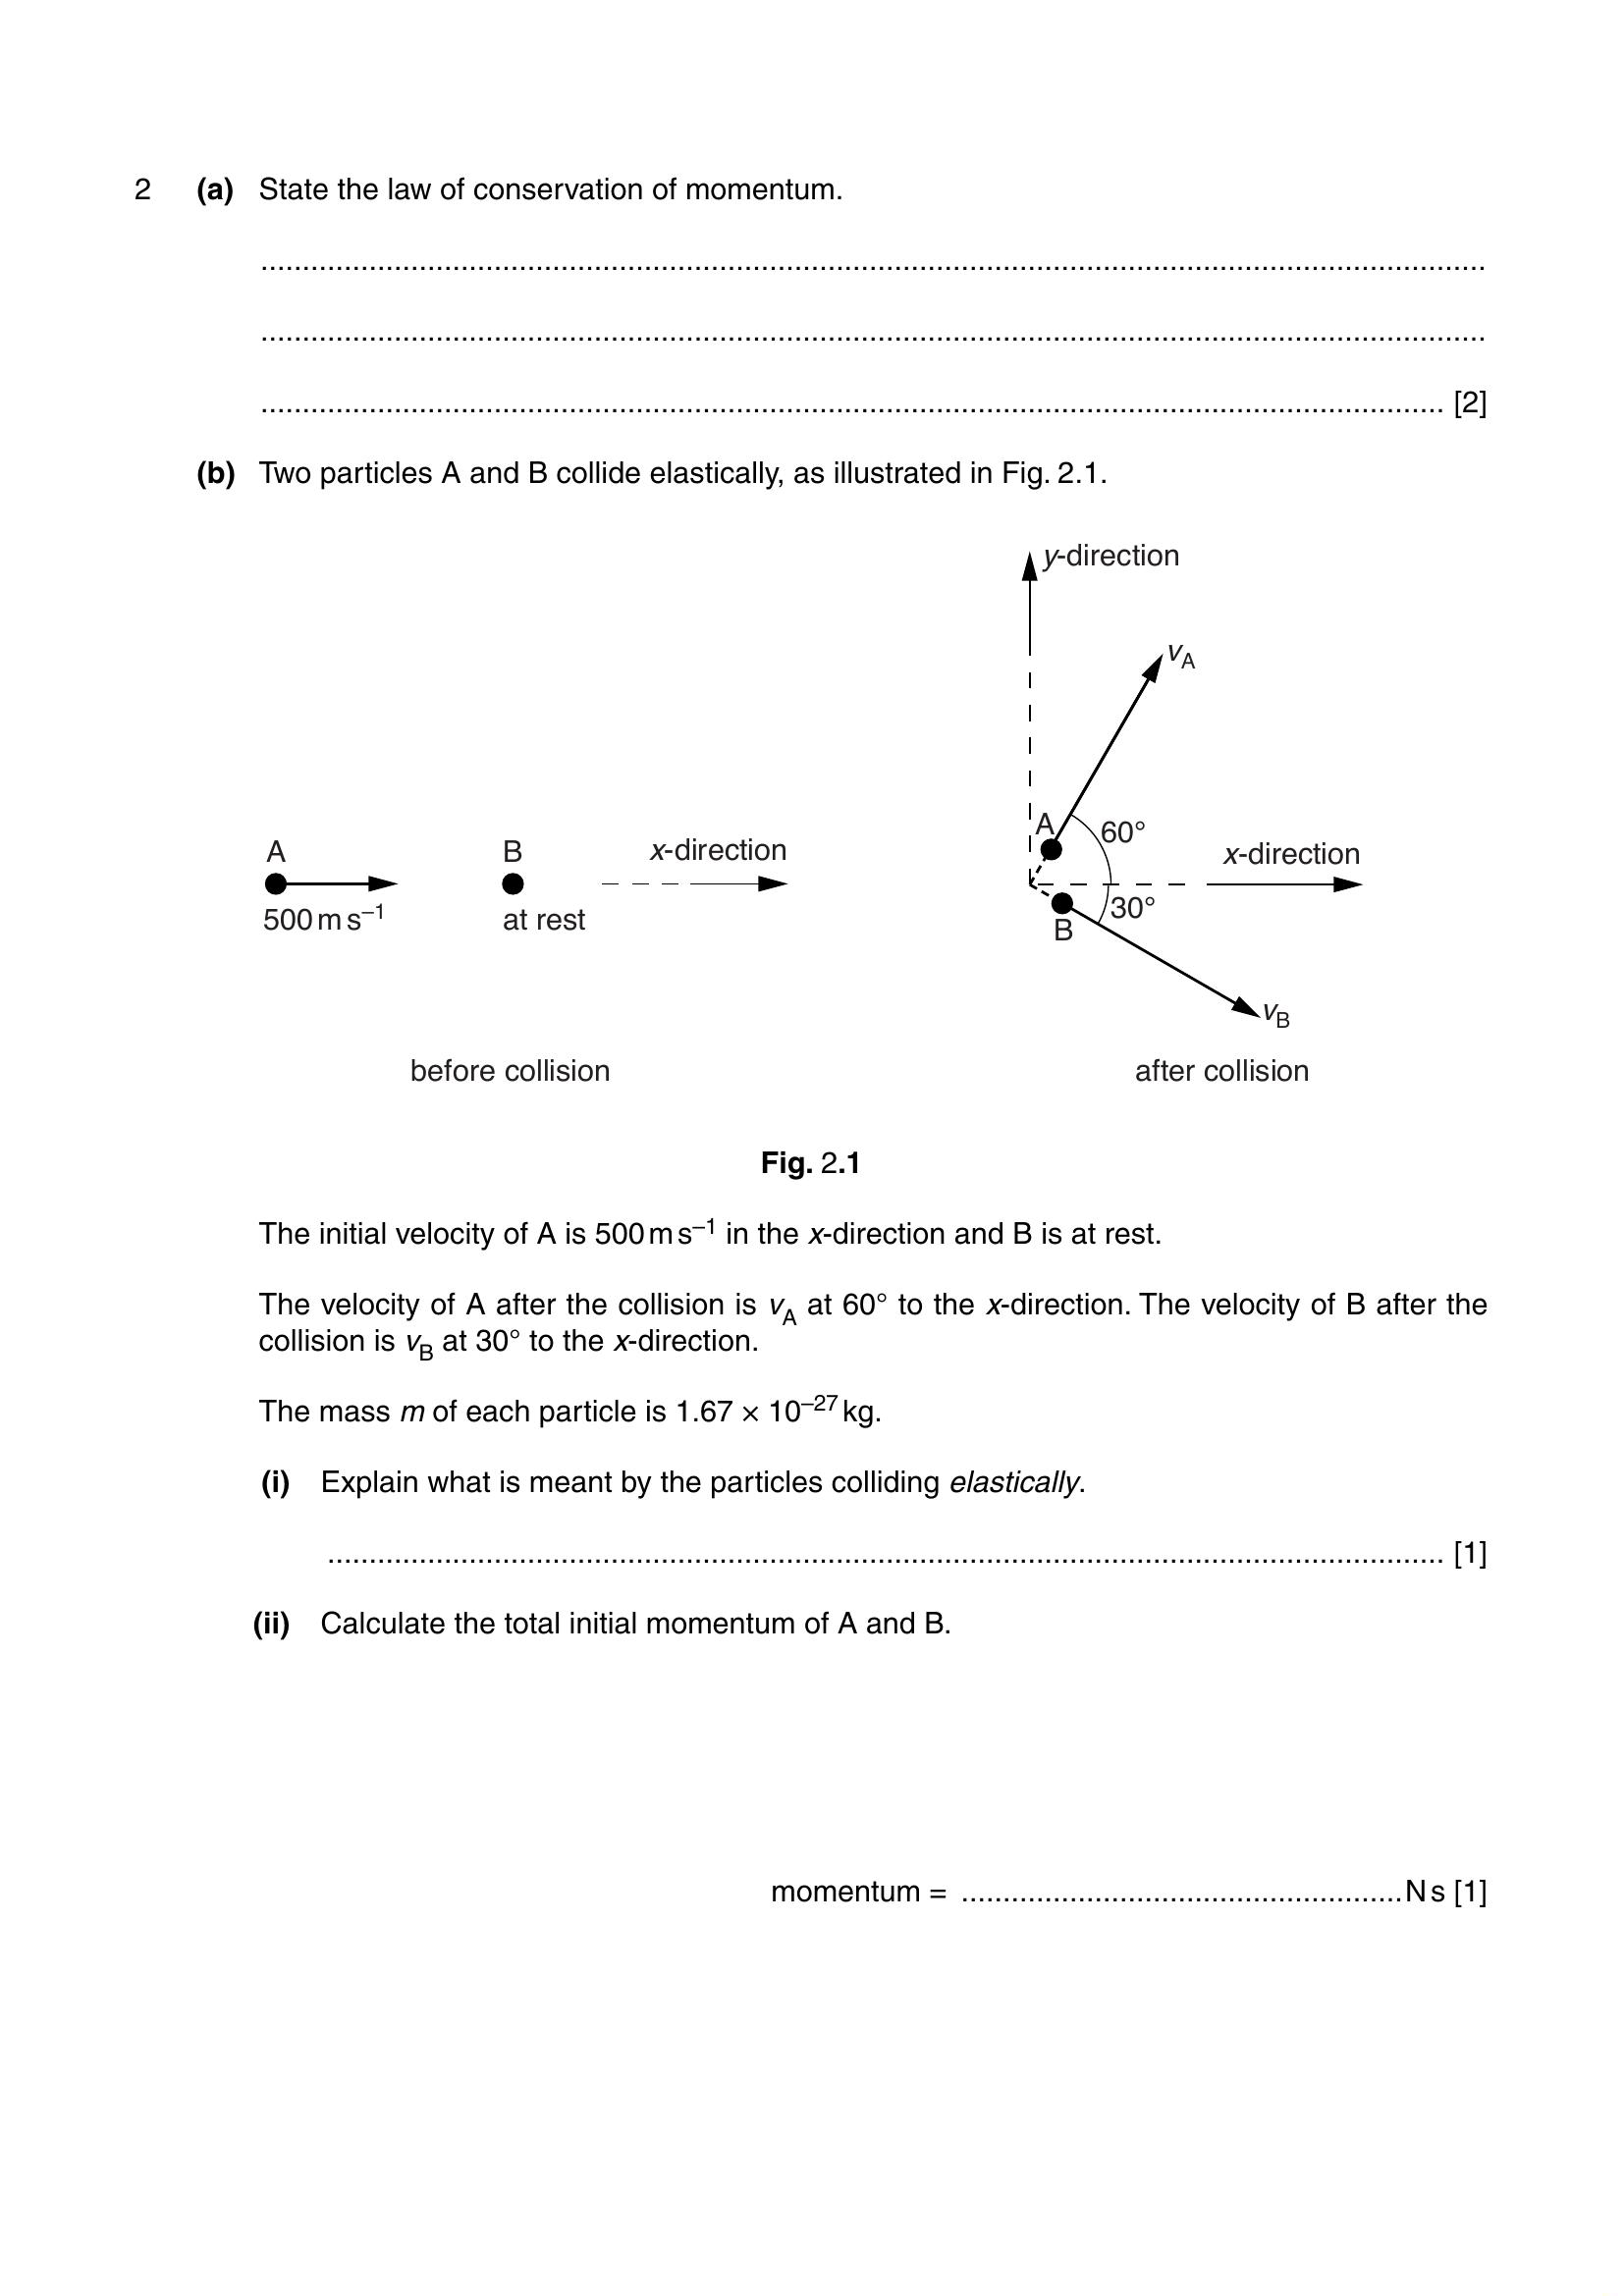 2 (a) State the law of conservation of momentum.
..........................................................................................................................................
..........................................................................................................................................
.................................................................................................................................... [2]
(b) Two particles A and B collide elastically, as illustrated in Fig. 2.1.
y-direction
vA
A
60°
A B x-direction x-direction
500 m s–1 at rest
30°
B
vB
before collision after collision
Fig. 2.1
The initial velocity of A is 500 m s–1 in the x-direction and B is at rest.
The velocity of A after the collision is vA at 60° to the x-direction. The velocity of B after the
collision is vB at 30° to the x-direction.
The mass m of each particle is 1.67 × 10–27 kg.
(i) Explain what is meant by the particles colliding elastically.
.............................................................................................................................. [1]
(ii) Calculate the total initial momentum of A and B.
momentum = ..................................................... N s [1]